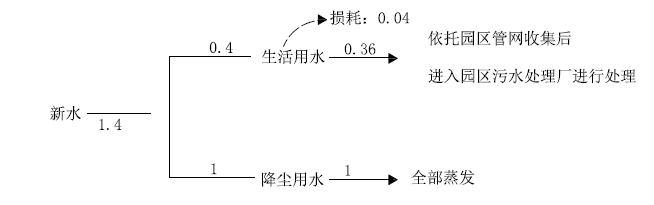 损耗：0.04
0.4
生活用水
0.36
依托园区管网收集后
进入园区污水处理厂进行处理
新水
1.4
1
降尘用水
1
全部蒸发